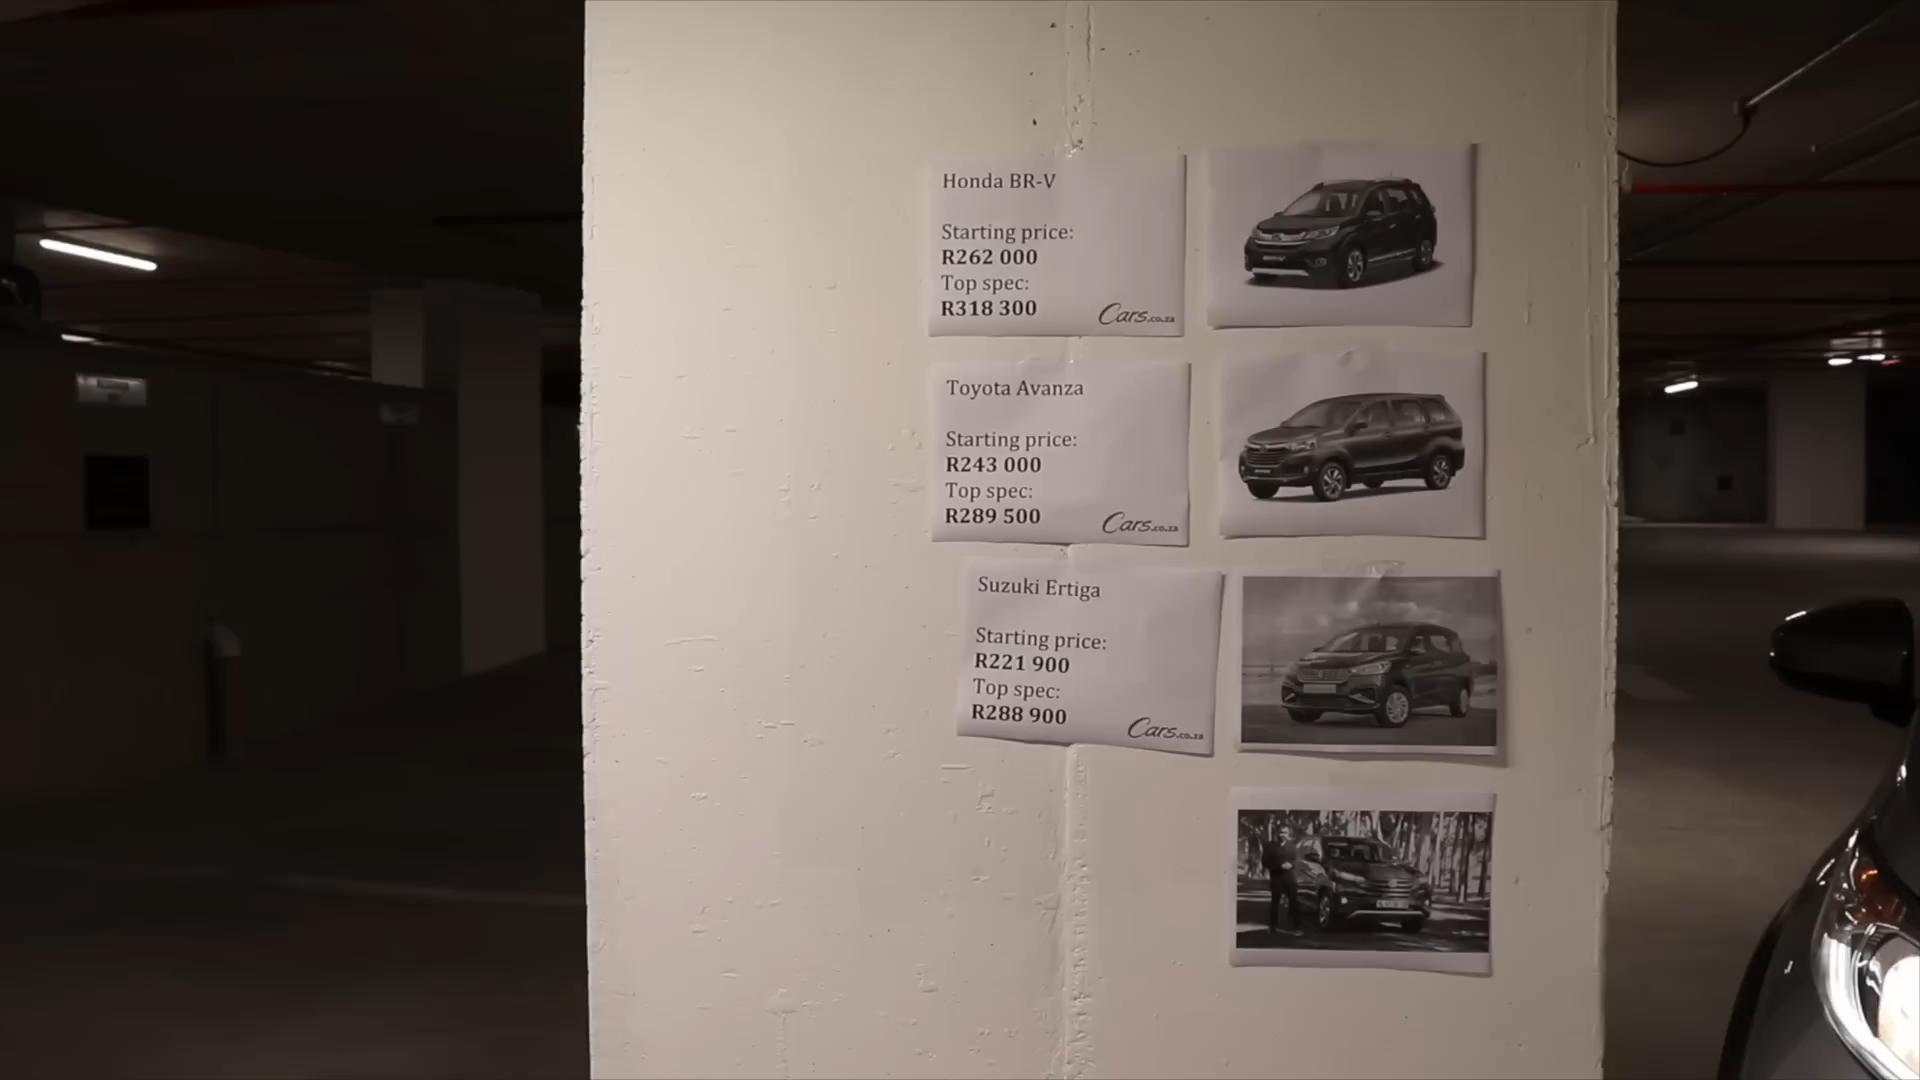 Honda BR-V
Starting price:
R262 000
Top spec:
R318 300
Cars.co.za
Toyota Avanza
Starting price:
R243 000
Top spec:
R289 500
Cars.co.za
Suzuki Ertiga
Starting price:
R221 900
Top spec:
R288 900
Cars.co.za